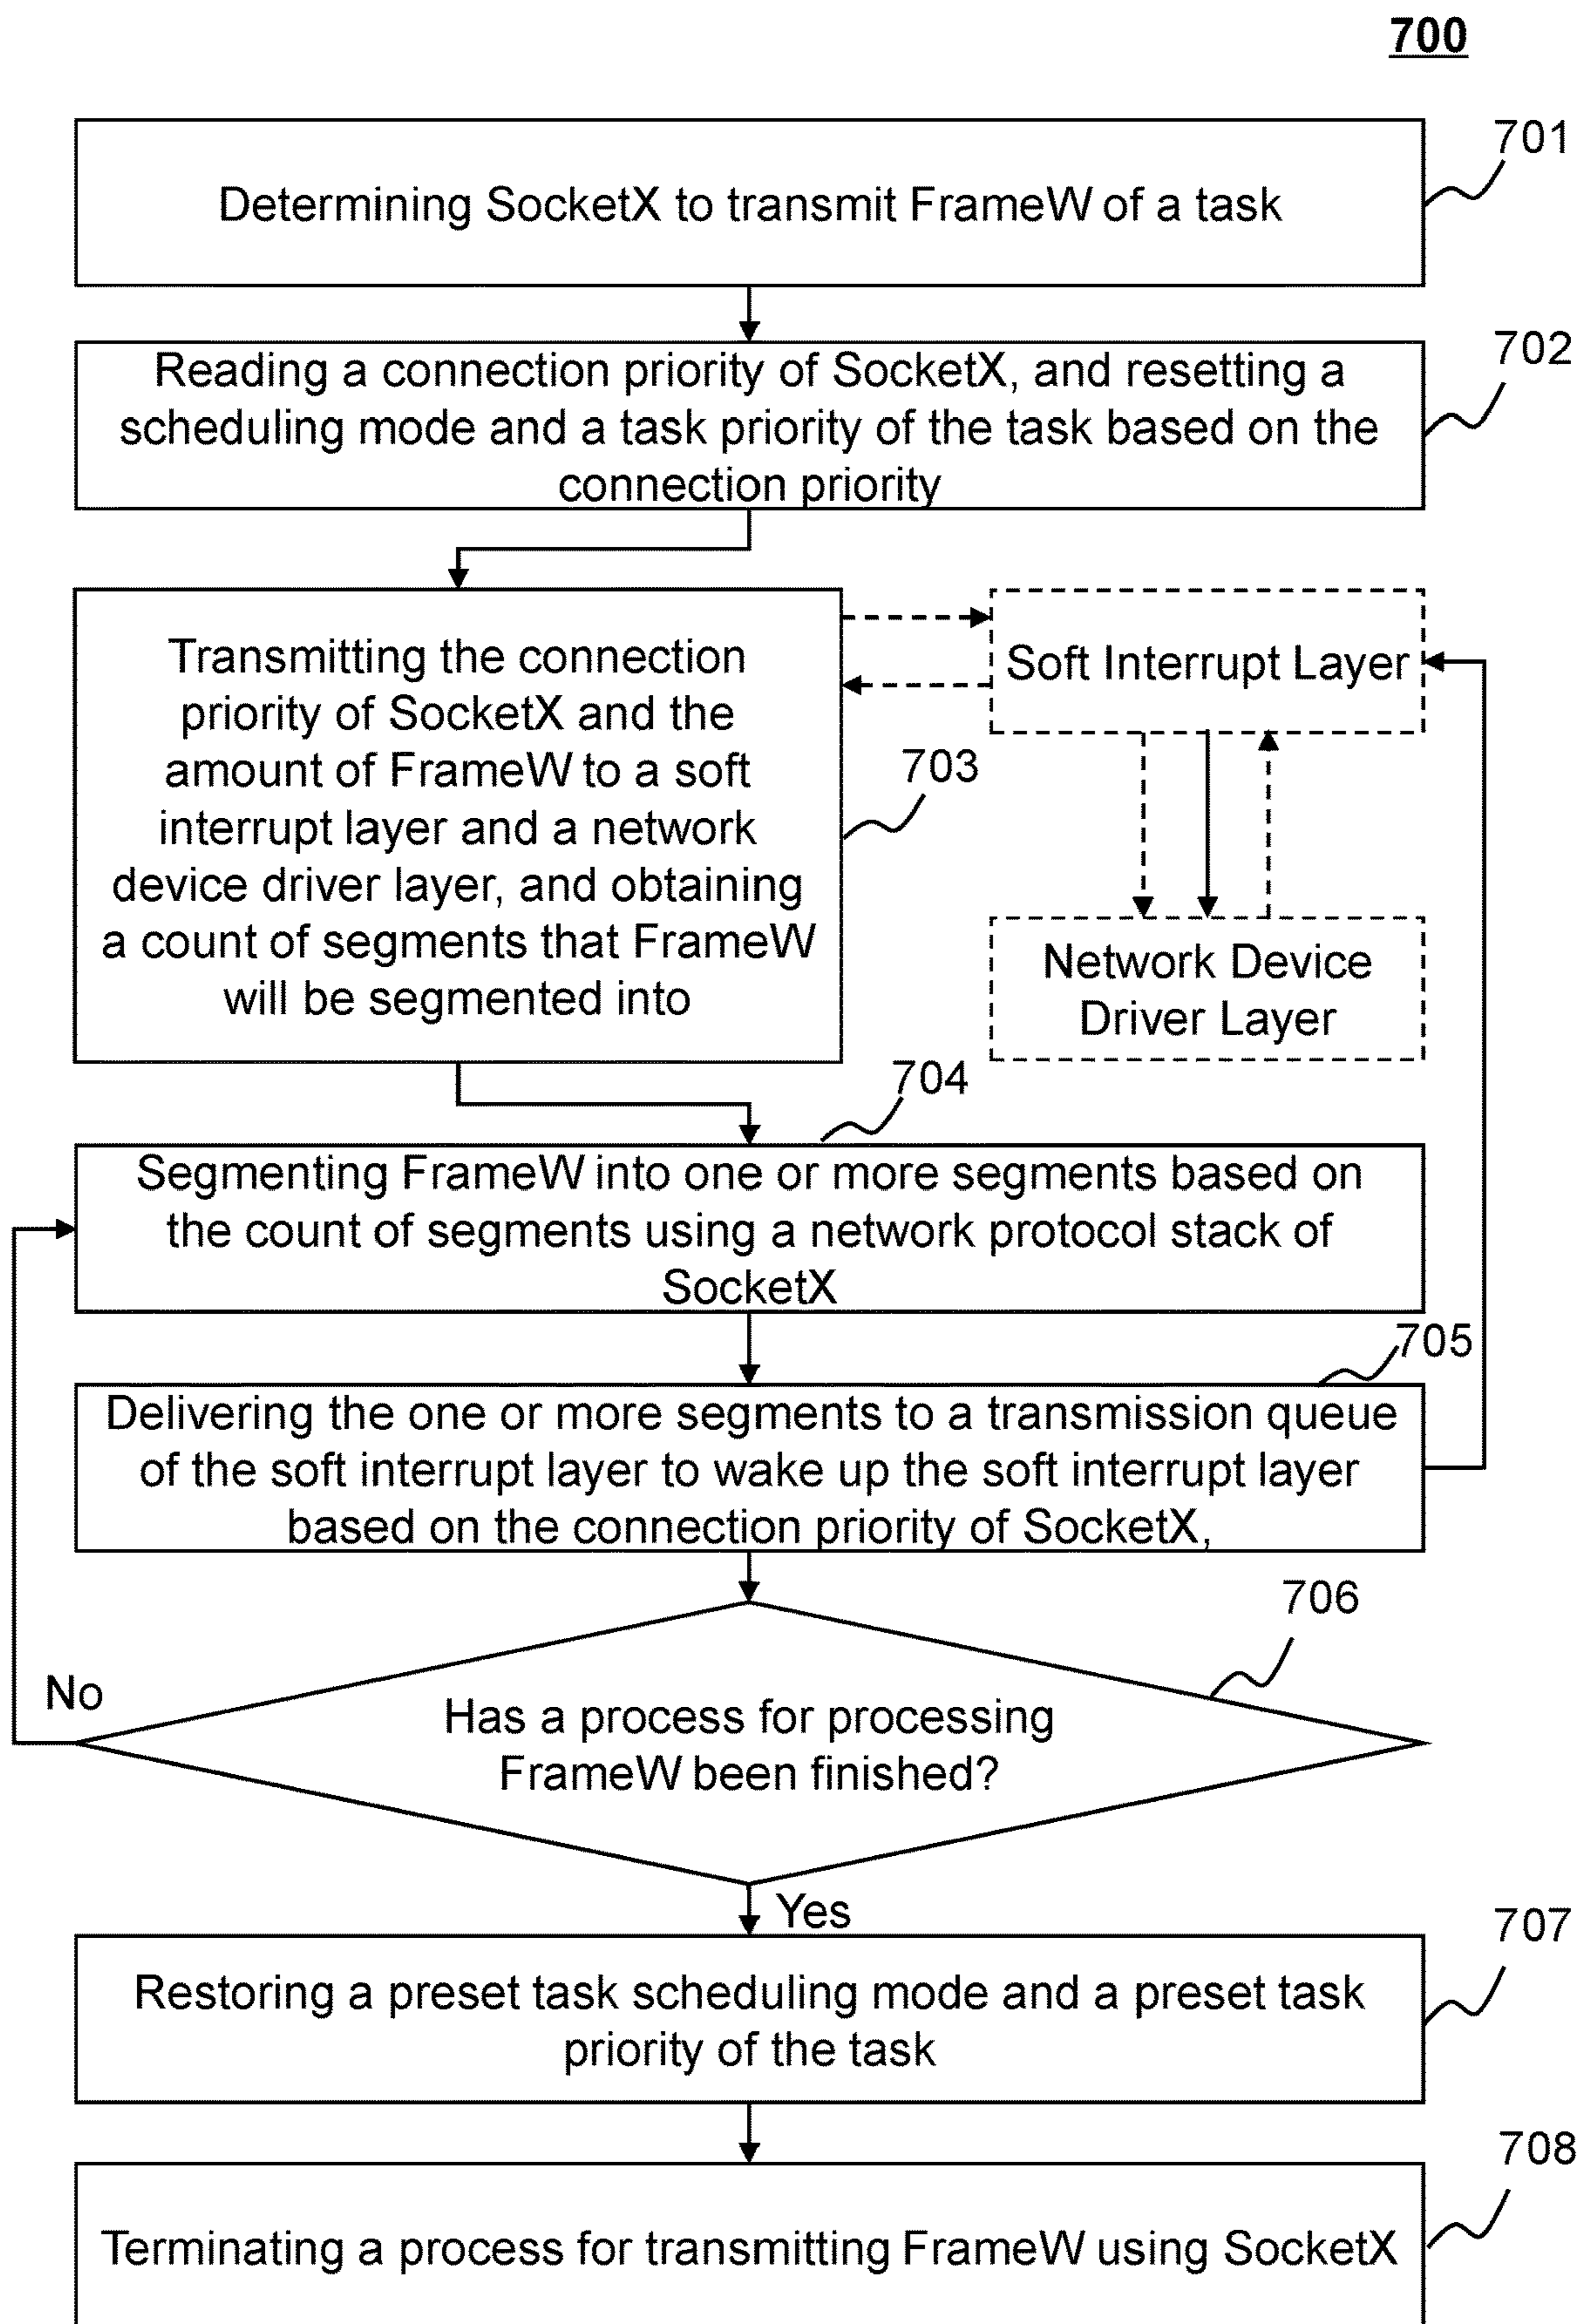 700
701
Determining SocketX to transmit FrameW of a task
702
Reading a connection priority of SocketX, and resetting a
scheduling mode and a task priority of the task based on the
connection priority
Transmitting the connection
priority of SocketX and the
amount of FrameW to a soft
interrupt layer and a network
device driver layer, and obtaining
a count of segments that FrameW
will be segmented into
703
Soft Interrupt Layer
Network Device
Driver Layer
704
Segmenting FrameW into one or more segments based on
the count of segments using a network protocol stack of
SocketX
705
Delivering the one or more segments to a transmission queue
of the soft interrupt layer to wake up the soft interrupt layer
based on the connection priority of SocketX,
706
No
Has a process for processing
FrameW been finished?
Yes
707
Restoring a preset task scheduling mode and a preset task
priority of the task
708
Terminating a process for transmitting FrameW using SocketX